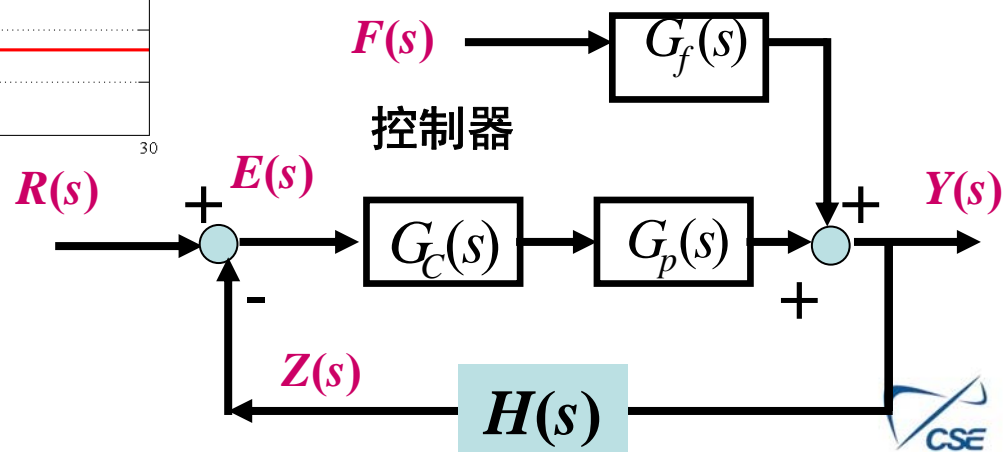 F(s)
G_f(s)
控制器
30
R(s)
+
E(s)
G_C(s)
G_p(s)
+
Y(s)
-
+
Z(s)
H(s)
CSE